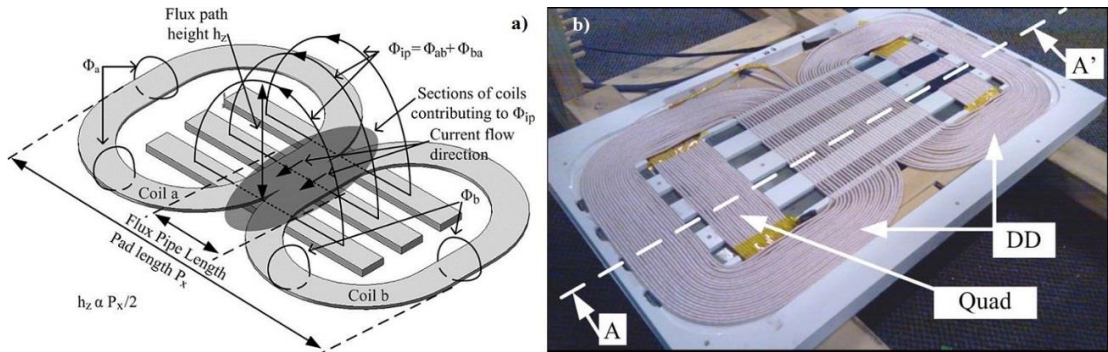 a)
Flux path
height hz
Φip=Φab+Φba
Φa
Sections of coils
contributing to Φip
Current flow
direction
Coil a
Φb
Flux Pipe Length
Pad length Px
Coil b
hz α Px/2
b)
A'
DD
Quad
A